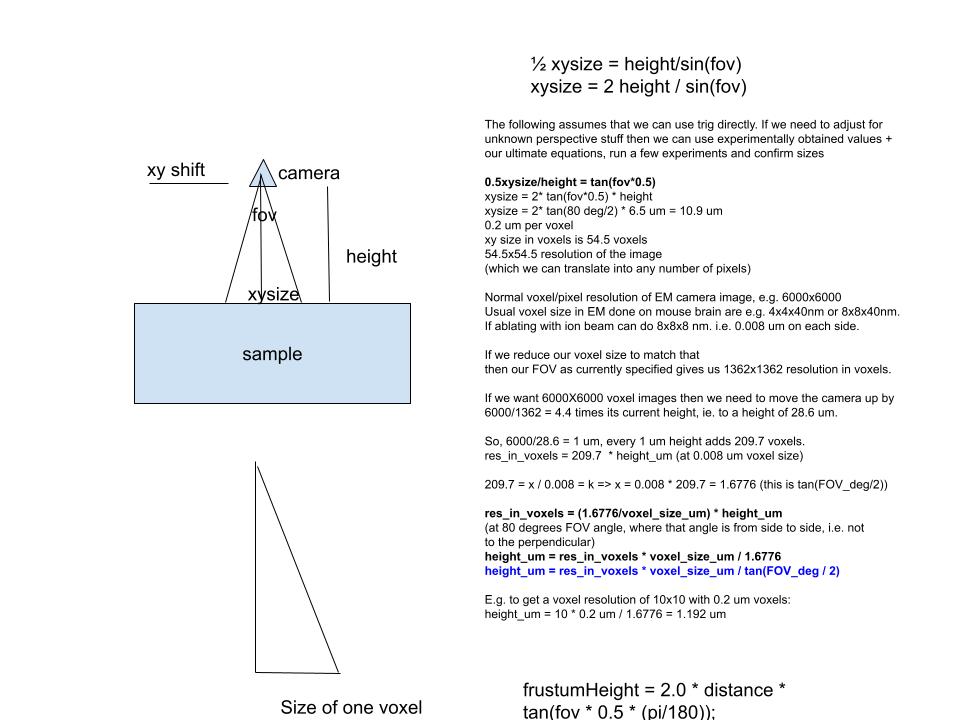 ½ xysize = height/sin(fov)
xysize = 2 height / sin(fov)
The following assumes that we can use trig directly. If we need to adjust for
unknown perspective stuff then we can use experimentally obtained values +
our ultimate equations, run a few experiments and confirm sizes
0.5xysize/height = tan(fov*0.5)
xysize = 2* tan(fov*0.5) * height
xysize = 2* tan(80 deg/2) * 6.5 um = 10.9 um
0.2 um per voxel
xy size in voxels is 54.5 voxels
54.5x54.5 resolution of the image
(which we can translate into any number of pixels)
Normal voxel/pixel resolution of EM camera image, e.g. 6000x6000
Usual voxel size in EM done on mouse brain are e.g. 4x4x40nm or 8x8x40nm.
If ablating with ion beam can do 8x8x8 nm. i.e. 0.008 um on each side.
If we reduce our voxel size to match that
then our FOV as currently specified gives us 1362x1362 resolution in voxels.
If we want 6000X6000 voxel images then we need to move the camera up by
6000/1362 = 4.4 times its current height, ie. to a height of 28.6 um.
So, 6000/28.6 = 1 um, every 1 um height adds 209.7 voxels.
res_in_voxels = 209.7 * height_um (at 0.008 um voxel size)
209.7 = x / 0.008 = k => x = 0.008 * 209.7 = 1.6776 (this is tan(FOV_deg/2))
res_in_voxels = (1.6776/voxel_size_um) * height_um
(at 80 degrees FOV angle, where that angle is from side to side, i.e. not
to the perpendicular)
height_um = res_in_voxels * voxel_size_um / 1.6776
height_um = res_in_voxels * voxel_size_um / tan(FOV_deg / 2)
E.g. to get a voxel resolution of 10x10 with 0.2 um voxels:
height_um = 10 * 0.2 um / 1.6776 = 1.192 um
frustumHeight = 2.0 * distance *
tan(fov * 0.5 * (pi/180));
xy shift
camera
fov
height
xysize
sample
Size of one voxel